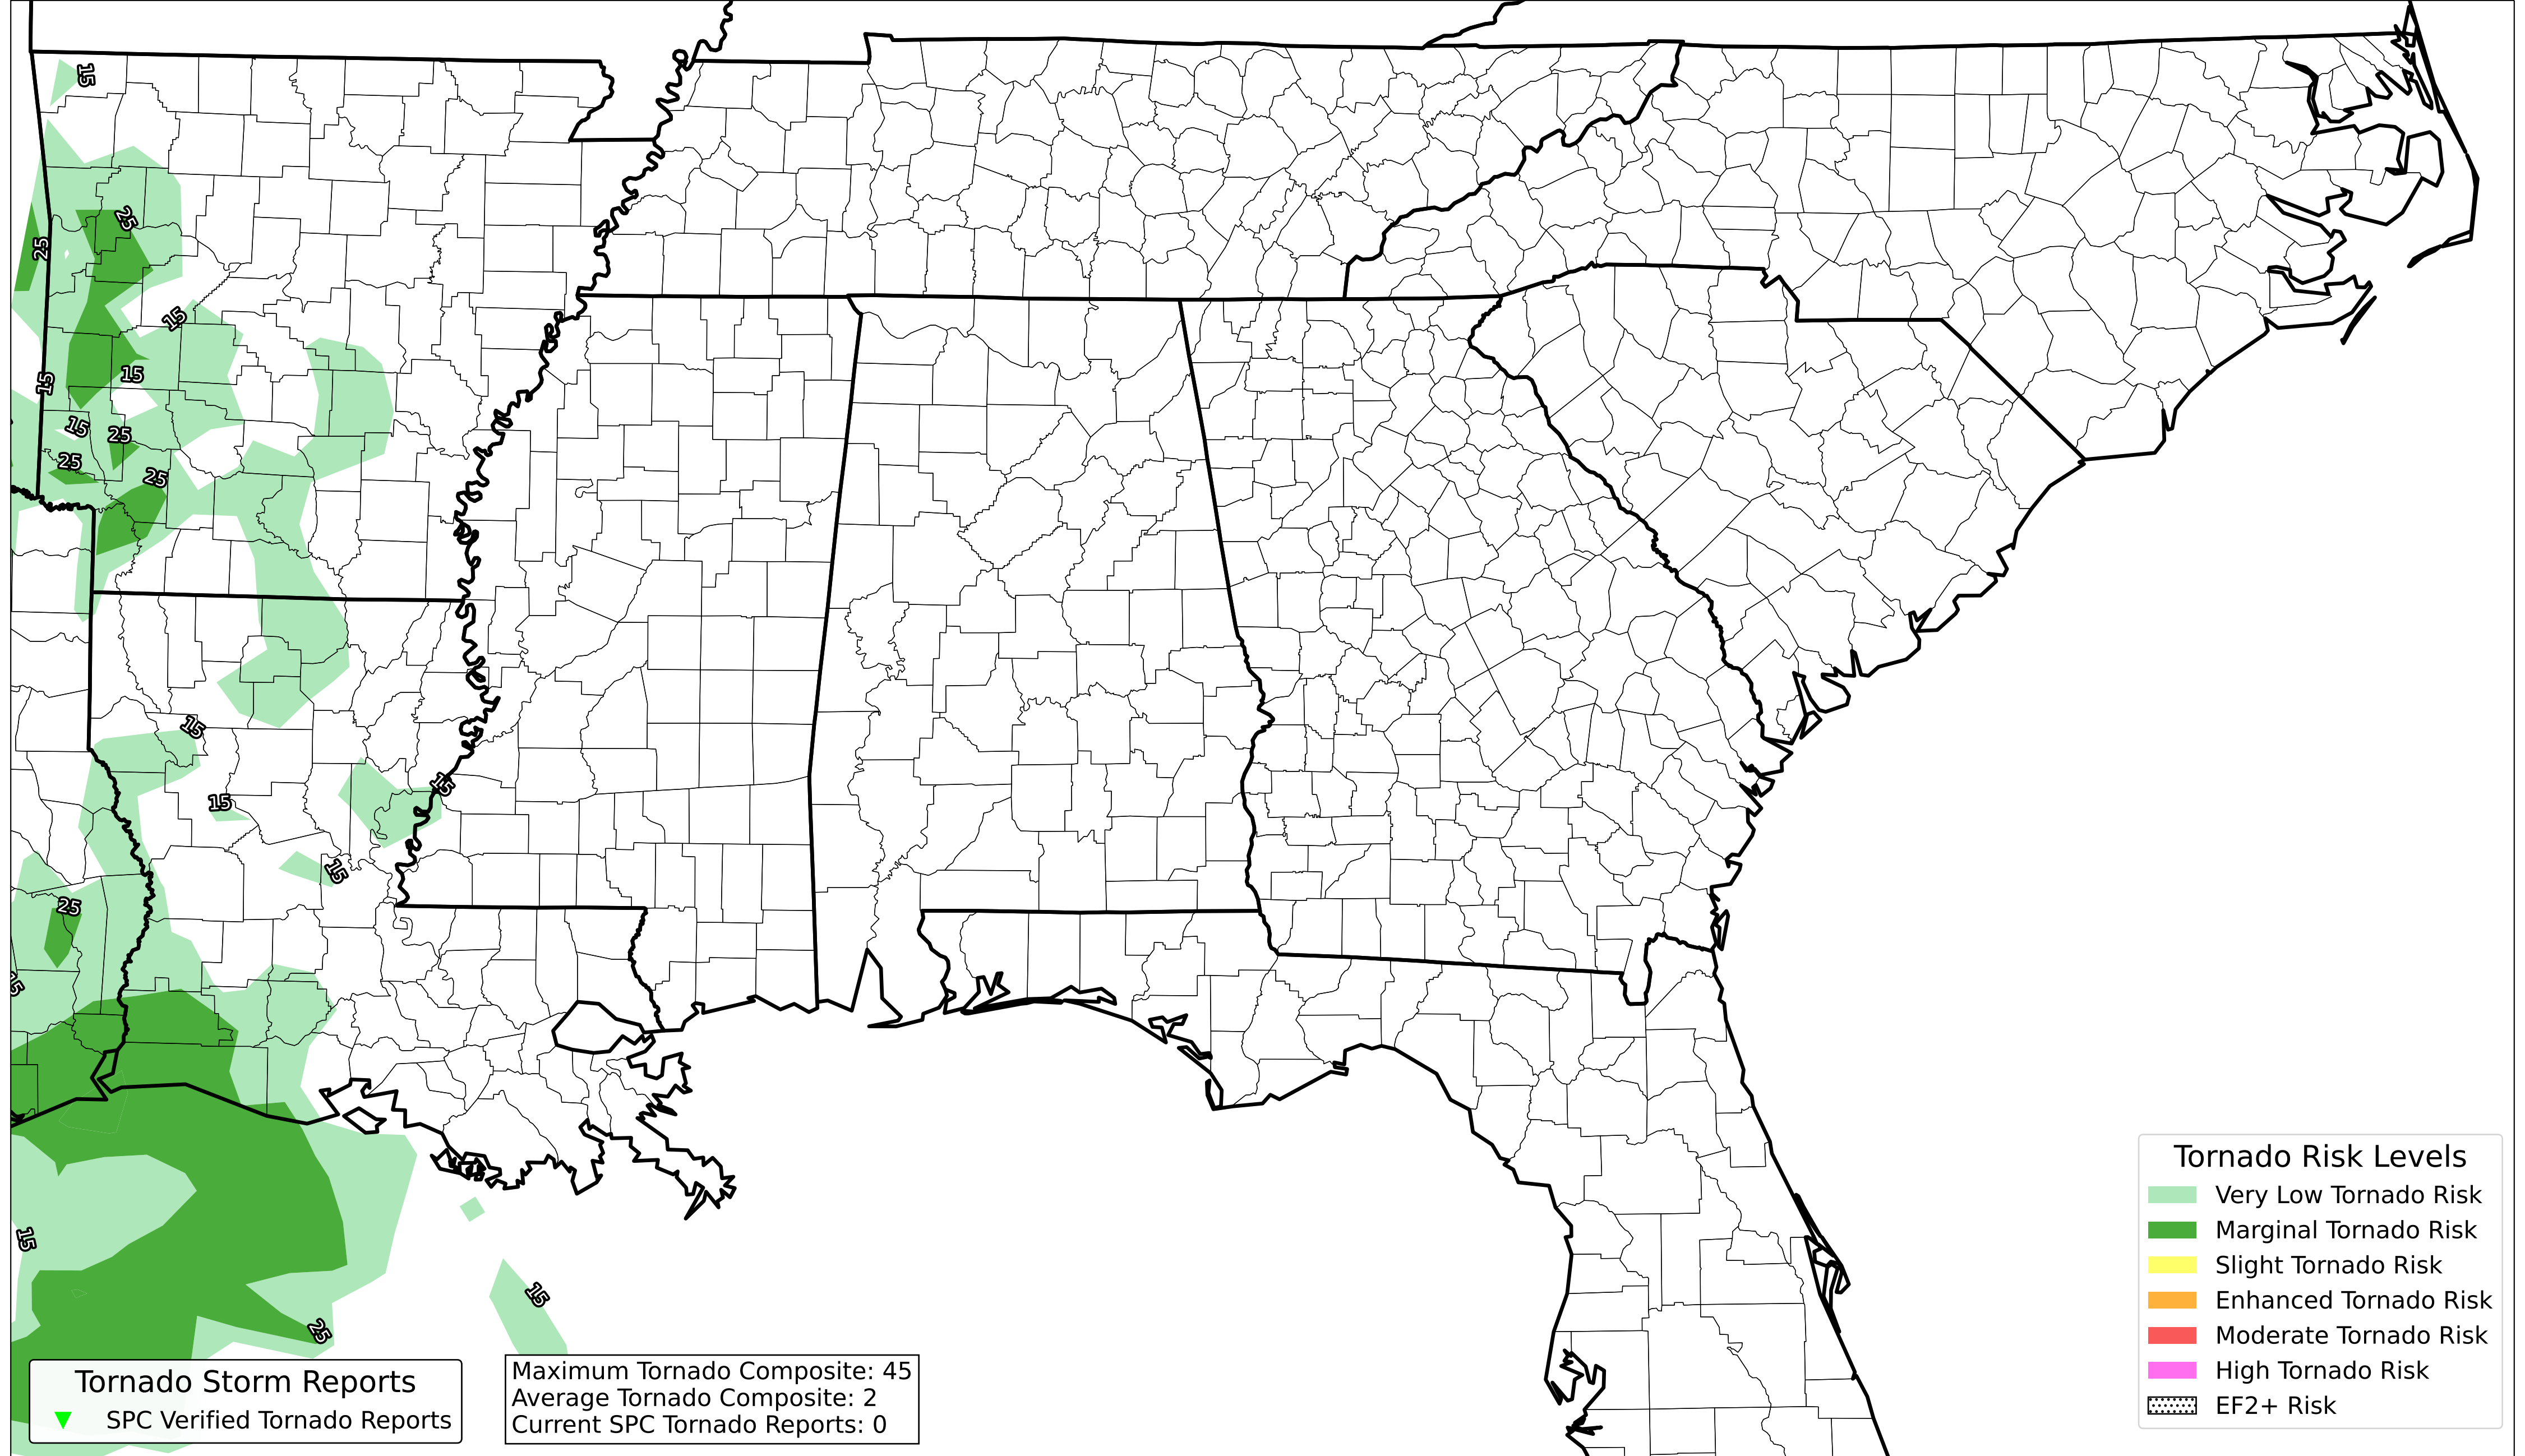 15
25
25
15
15
15
15
25
25
25
15
15
15
15
25
15
15
15
25
Tornado Storm Reports
SPC Verified Tornado Reports
Maximum Tornado Composite: 45
Average Tornado Composite: 2
Current SPC Tornado Reports: 0
Tornado Risk Levels
Very Low Tornado Risk
Marginal Tornado Risk
Slight Tornado Risk
Enhanced Tornado Risk
Moderate Tornado Risk
High Tornado Risk
EF2+ Risk